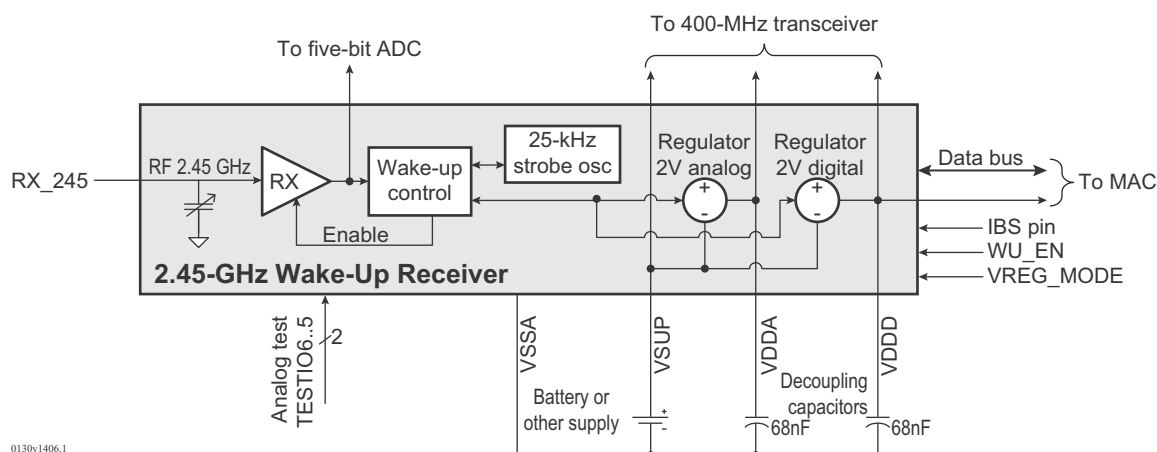 To 400-MHz transceiver
To five-bit ADC
RX_245
RF 2.45 GHz
RX
Wake-up
control
25-kHz
strobe osc
Regulator
2V analog
Regulator
2V digital
+
-
+
-
Data bus
To MAC
Enable
IBS pin
WU_EN
VREG_MODE
2.45-GHz Wake-Up Receiver
Analog test
TESTIO6..5
2
VSSA
VSUP
VDDA
VDDD
Battery or
other supply
+
-
Decoupling
capacitors
68nF
68nF
0130v1406.1